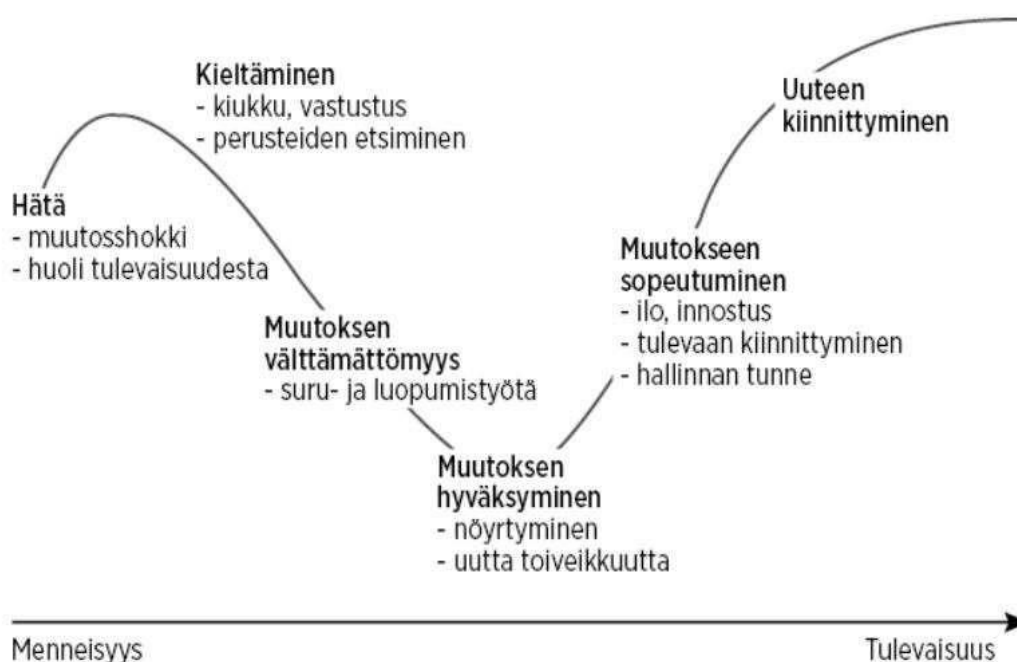 Hätä
- muutosshokki
- huoli tulevaisuudesta
Kieltäminen
- kiukku, vastustus
- perusteiden etsiminen
Muutoksen
välttämättömyys
- suru- ja luopumistyötä
Muutoksen
hyväksyminen
- nöyrtyminen
- uutta toiveikkuutta
Muutokseen
sopeutuminen
- ilo, innostus
- tulevaan kiinnittyminen
- hallinnan tunne
Uuteen
kiinnittyminen
Menneisyys
Tulevaisuus